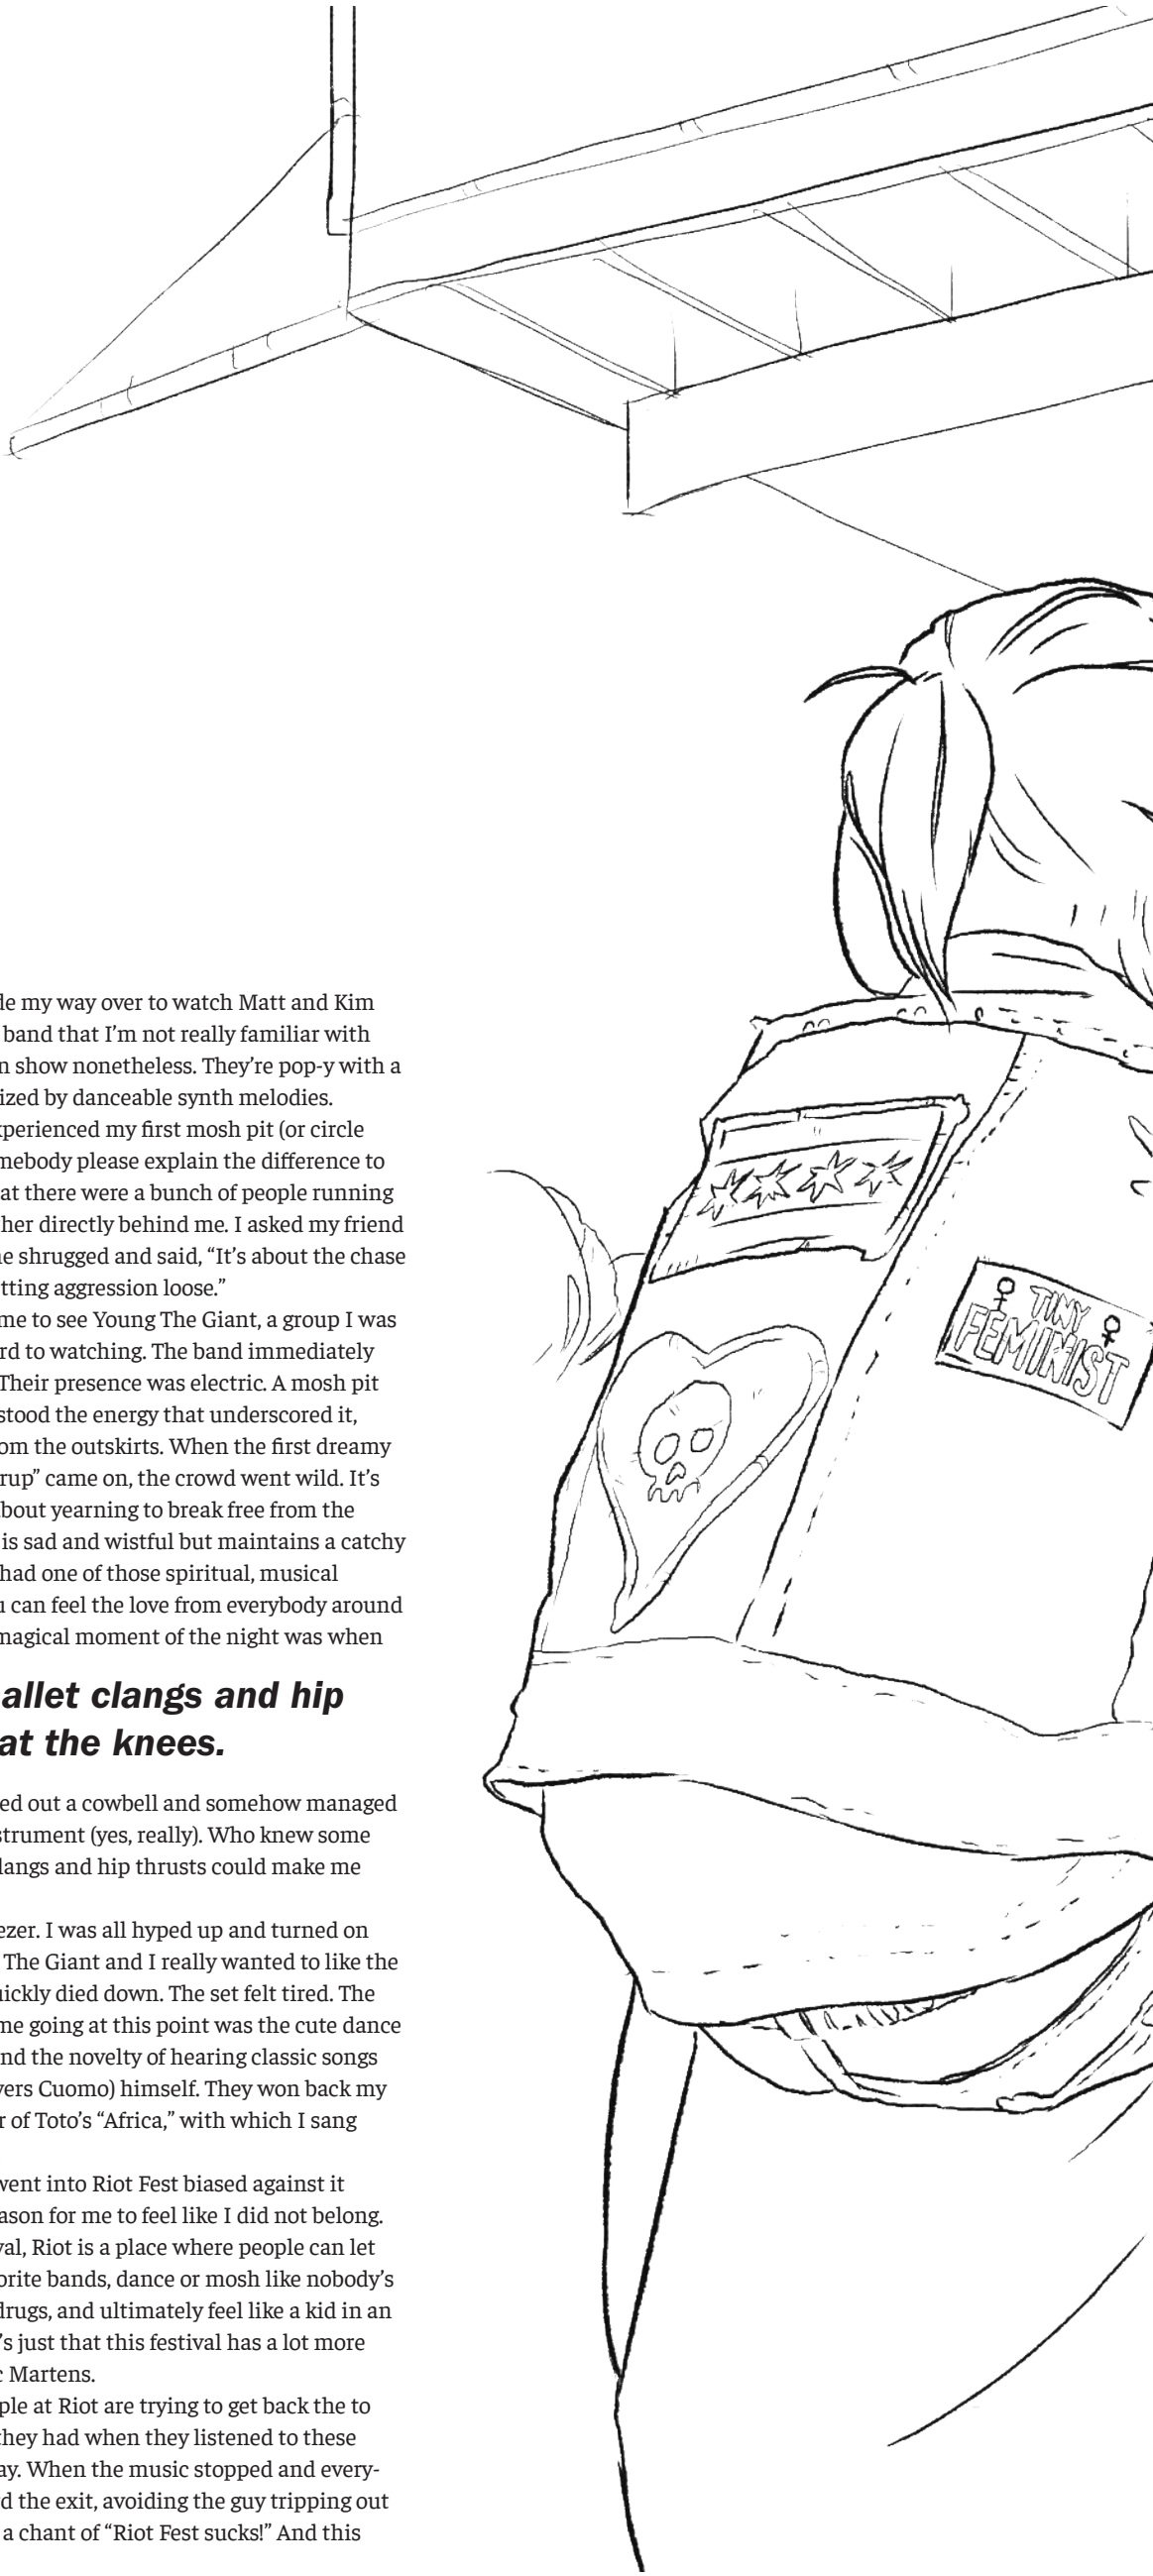 de my way over to watch Matt and Kim
band that I’m not really familiar with
n show nonetheless. They’re pop-y with a
ized by danceable synth melodies.
xperienced my first mosh pit (or circle
mebody please explain the difference to
at there were a bunch of people running
her directly behind me. I asked my friend
ne shrugged and said, “It’s about the chase
tting aggression loose.”
me to see Young The Giant, a group I was
rd to watching. The band immediately
Their presence was electric. A mosh pit
stood the energy that underscored it,
om the outskirts. When the first dreamy
rup” came on, the crowd went wild. It’s
bout yearning to break free from the
is sad and wistful but maintains a catchy
had one of those spiritual, musical
u can feel the love from everybody around
magical moment of the night was when
allet clangs and hip
at the knees.
ed out a cowbell and somehow managed
strument (yes, really). Who knew some
langs and hip thrusts could make me
ezer. I was all hyped up and turned on
The Giant and I really wanted to like the
uickly died down. The set felt tired. The
me going at this point was the cute dance
nd the novelty of hearing classic songs
vers Cuomo) himself. They won back my
r of Toto’s “Africa,” with which I sang
went into Riot Fest biased against it
ason for me to feel like I did not belong.
val, Riot is a place where people can let
orite bands, dance or mosh like nobody’s
drugs, and ultimately feel like a kid in an
’s just that this festival has a lot more
c Martens.
ple at Riot are trying to get back the to
they had when they listened to these
ay. When the music stopped and every-
d the exit, avoiding the guy tripping out
a chant of “Riot Fest sucks!” And this
TINY
FEMINIST